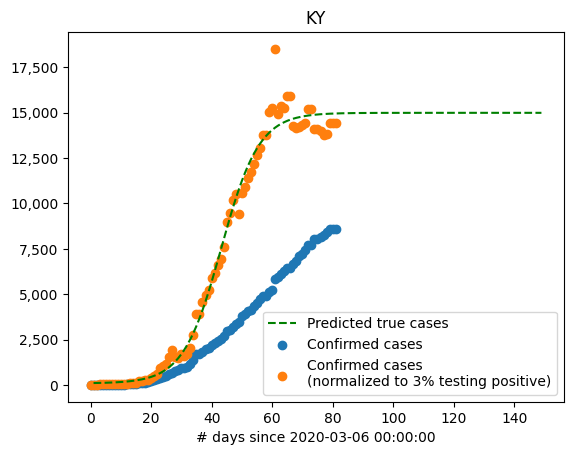 KY
17,500
15,000
12,500
10,000
7,500
5,000
2,500
0
0 20 40 60 80 100 120 140
# days since 2020-03-06 00:00:00
Predicted true cases
Confirmed cases
Confirmed cases
(normalized to 3% testing positive)